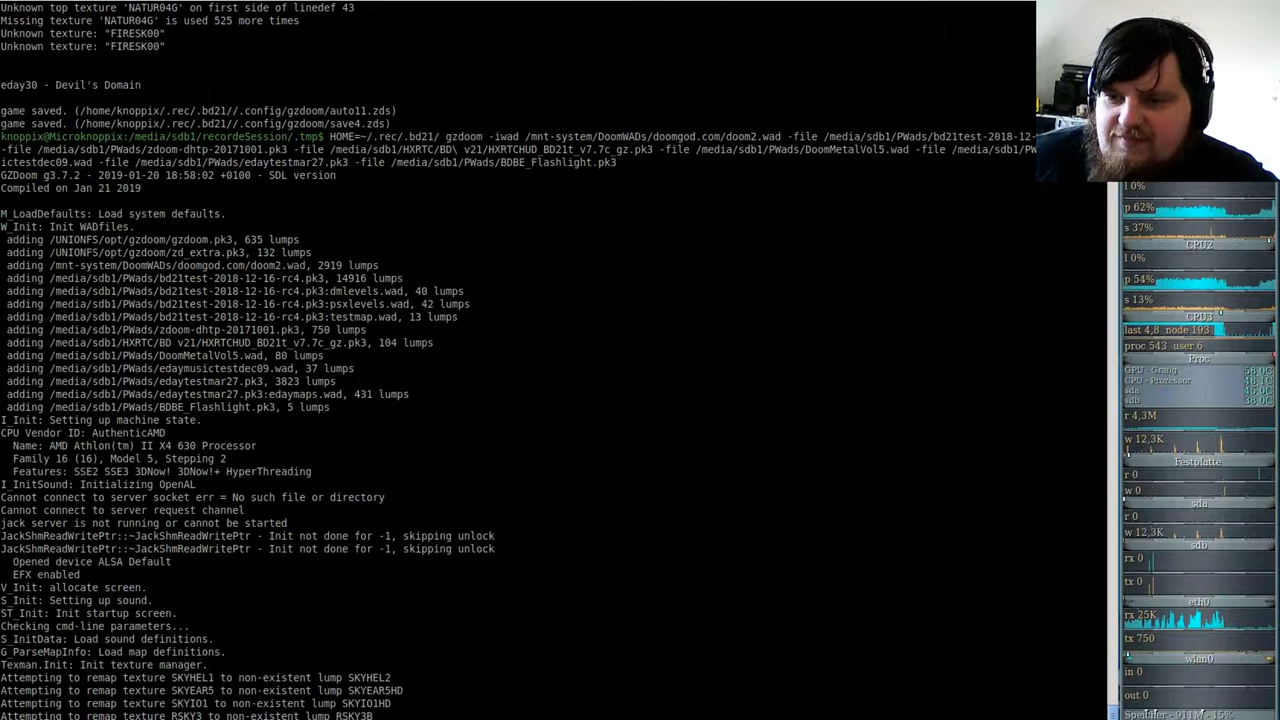 Unknown top texture 'NATUR04G' on first side of linedef 43
Missing texture 'NATUR04G' is used 525 more times
Unknown texture: "FIRESK00"
Unknown texture: "FIRESK00"
eday30 - Devil's Domain
game saved. (/home/knoppix/.rec/.bd21//.config/gzdoom/auto11.zds)
game saved. (/home/knoppix/.rec/.bd21//.config/gzdoom/save4.zds)
knoppix@Microknoppix:/media/sdb1/recordeSession/.tmp$ HOME=~/.rec/.bd21/ gzdoom -iwad /mnt-system/DoomWADs/doomgod.com/doom2.wad -file /media/sdb1/PWads/bd21test-2018-12-
-file /media/sdb1/PWads/zdoom-dhtp-20171001.pk3 -file /media/sdb1/HXRTC/BD\ v21/HXRTCHUD_BD21t_v7.7c_gz.pk3 -file /media/sdb1/PWads/DoomMetalVol5.wad -file /media/sdb1/PW
ictestdec09.wad -file /media/sdb1/PWads/edaytestmar27.pk3 -file /media/sdb1/PWads/BDBE_Flashlight.pk3
GZDoom g3.7.2 - 2019-01-20 18:58:02 +0100 - SDL version
Compiled on Jan 21 2019
M_LoadDefaults: Load system defaults.
W_Init: Init WADfiles.
adding /UNIONFS/opt/gzdoom/gzdoom.pk3, 635 lumps
adding /UNIONFS/opt/gzdoom/zd_extra.pk3, 132 lumps
adding /mnt-system/DoomWADs/doomgod.com/doom2.wad, 2919 lumps
adding /media/sdb1/PWads/bd21test-2018-12-16-rc4.pk3, 14916 lumps
adding /media/sdb1/PWads/bd21test-2018-12-16-rc4.pk3:dmlevels.wad, 40 lumps
adding /media/sdb1/PWads/bd21test-2018-12-16-rc4.pk3:psxlevels.wad, 42 lumps
adding /media/sdb1/PWads/bd21test-2018-12-16-rc4.pk3:testmap.wad, 13 lumps
adding /media/sdb1/PWads/zdoom-dhtp-20171001.pk3, 750 lumps
adding /media/sdb1/HXRTC/BD v21/HXRTCHUD_BD21t_v7.7c_gz.pk3, 104 lumps
adding /media/sdb1/PWads/DoomMetalVol5.wad, 80 lumps
adding /media/sdb1/PWads/edaymusictestdec09.wad, 37 lumps
adding /media/sdb1/PWads/edaytestmar27.pk3, 3823 lumps
adding /media/sdb1/PWads/edaytestmar27.pk3:edaymaps.wad, 431 lumps
adding /media/sdb1/PWads/BDBE_Flashlight.pk3, 5 lumps
I_Init: Setting up machine state.
CPU Vendor ID: AuthenticAMD
Name: AMD Athlon(tm) II X4 630 Processor
Family 16 (16), Model 5, Stepping 2
Features: SSE2 SSE3 3DNow! 3DNow!+ HyperThreading
I_InitSound: Initializing OpenAL
Cannot connect to server socket err = No such file or directory
Cannot connect to server request channel
jack server is not running or cannot be started
JackShmReadWritePtr::~JackShmReadWritePtr - Init not done for -1, skipping unlock
JackShmReadWritePtr::~JackShmReadWritePtr - Init not done for -1, skipping unlock
Opened device ALSA Default
EFX enabled
V_Init: allocate screen.
S_Init: Setting up sound.
ST_Init: Init startup screen.
Checking cmd-line parameters...
S_InitData: Load sound definitions.
G_ParseMapInfo: Load map definitions.
Texman.Init: Init texture manager.
Attempting to remap texture SKYHEL1 to non-existent lump SKYHEL2
Attempting to remap texture SKYEAR5 to non-existent lump SKYEAR5HD
Attempting to remap texture SKYIO1 to non-existent lump SKYIO1HD
Attempting to remap texture RSKY3 to non-existent lump RSKY3B
l 0%
p 62%
s 37%
CPU2
l 0%
p 54%
s 13%
CPU3
last 4,8 node 193
proc 543 user 6
Proc
GPU - Grafig 58,0C
CPU - Prozessor 48,1C
sda 45,0C
sdb 38,0C
r 4,3M
w 12,3K
Festplatte
r 0
w 0
sda
r 0
w 12,3K
sdb
rx 0
tx 0
eth0
rx 25K
tx 750
wlan0
in 0
out 0
Speicher - 911M - 15%